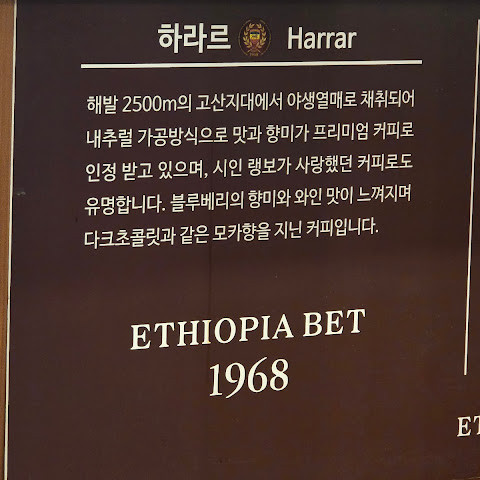 하라르 Harrar
해발 2500m의 고산지대에서 야생열매로 채취되어
내추럴 가공방식으로 맛과 향미가 프리미엄 커피로
인정 받고 있으며, 시인 랭보가 사랑했던 커피로도
유명합니다. 블루베리의 향미와 와인 맛이 느껴지며
다크초콜릿과 같은 모카향을 지닌 커피입니다.
ETHIOPIA BET
1968